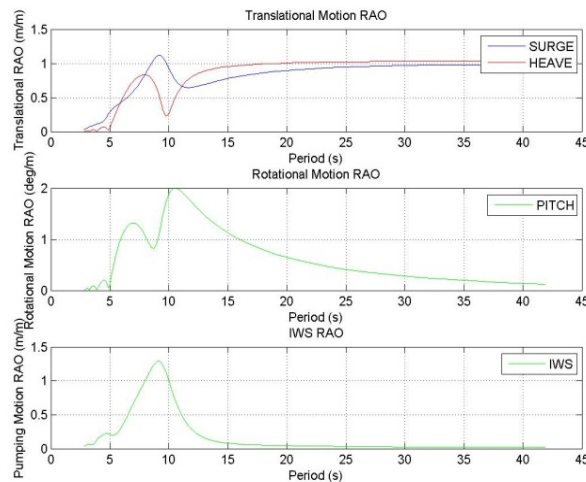 Translational Motion RAO
Translational RAO (m/m)
1.5
1
0.5
0
SURGE
HEAVE
0 5 10 15 20 25 30 35 40 45
Period (s)
Rotational Motion RAO
Rotational Motion RAO (deg/m)
2
1
0
PITCH
0 5 10 15 20 25 30 35 40 45
Period (s)
IWS RAO
Pumping Motion RAO (m/m)
1.5
1
0.5
0
IWS
0 5 10 15 20 25 30 35 40 45
Period (s)